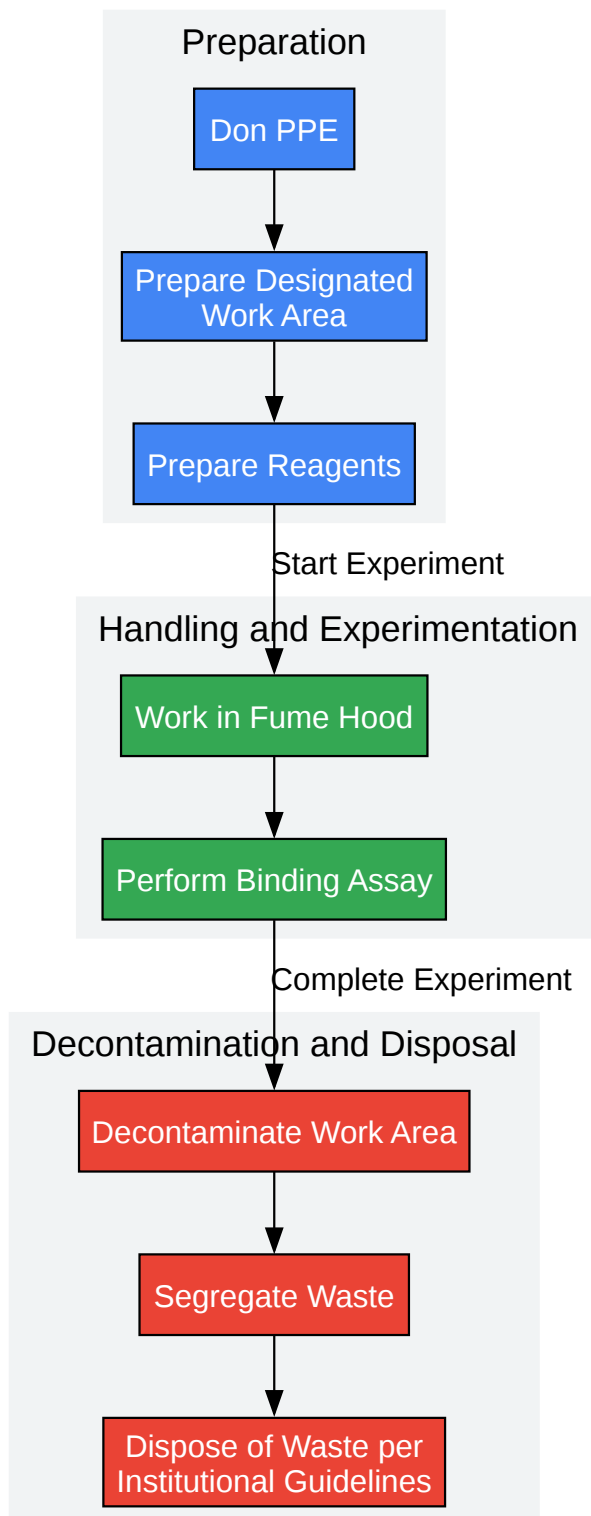 Preparation
Don PPE
Prepare Designated
Work Area
Prepare Reagents
Start Experiment
Handling and Experimentation
Work in Fume Hood
Perform Binding Assay
Complete Experiment
Decontamination and Disposal
Decontaminate Work Area
Segregate Waste
Dispose of Waste per
Institutional Guidelines